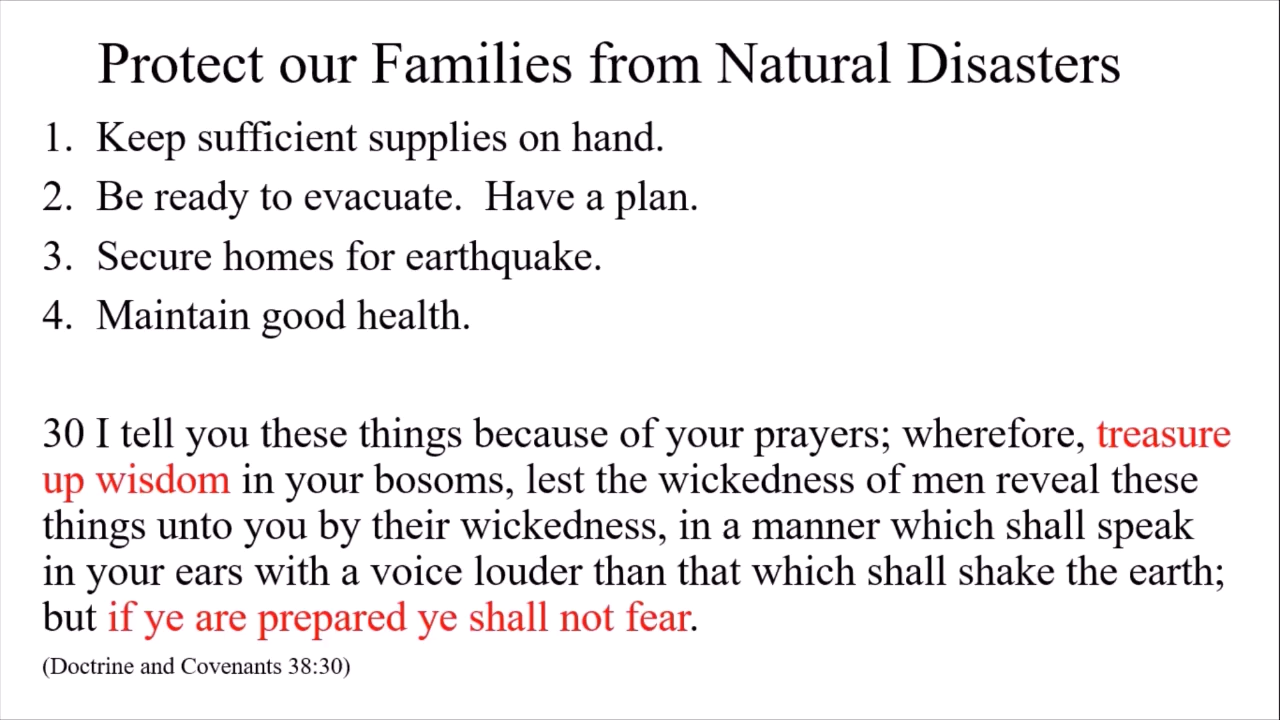 Protect our Families from Natural Disasters
1. Keep sufficient supplies on hand.
2. Be ready to evacuate.  Have a plan.
3. Secure homes for earthquake.
4. Maintain good health.
30 I tell you these things because of your prayers; wherefore, treasure
up wisdom in your bosoms, lest the wickedness of men reveal these
things unto you by their wickedness, in a manner which shall speak
in your ears with a voice louder than that which shall shake the earth;
but if ye are prepared ye shall not fear.
(Doctrine and Covenants 38:30)